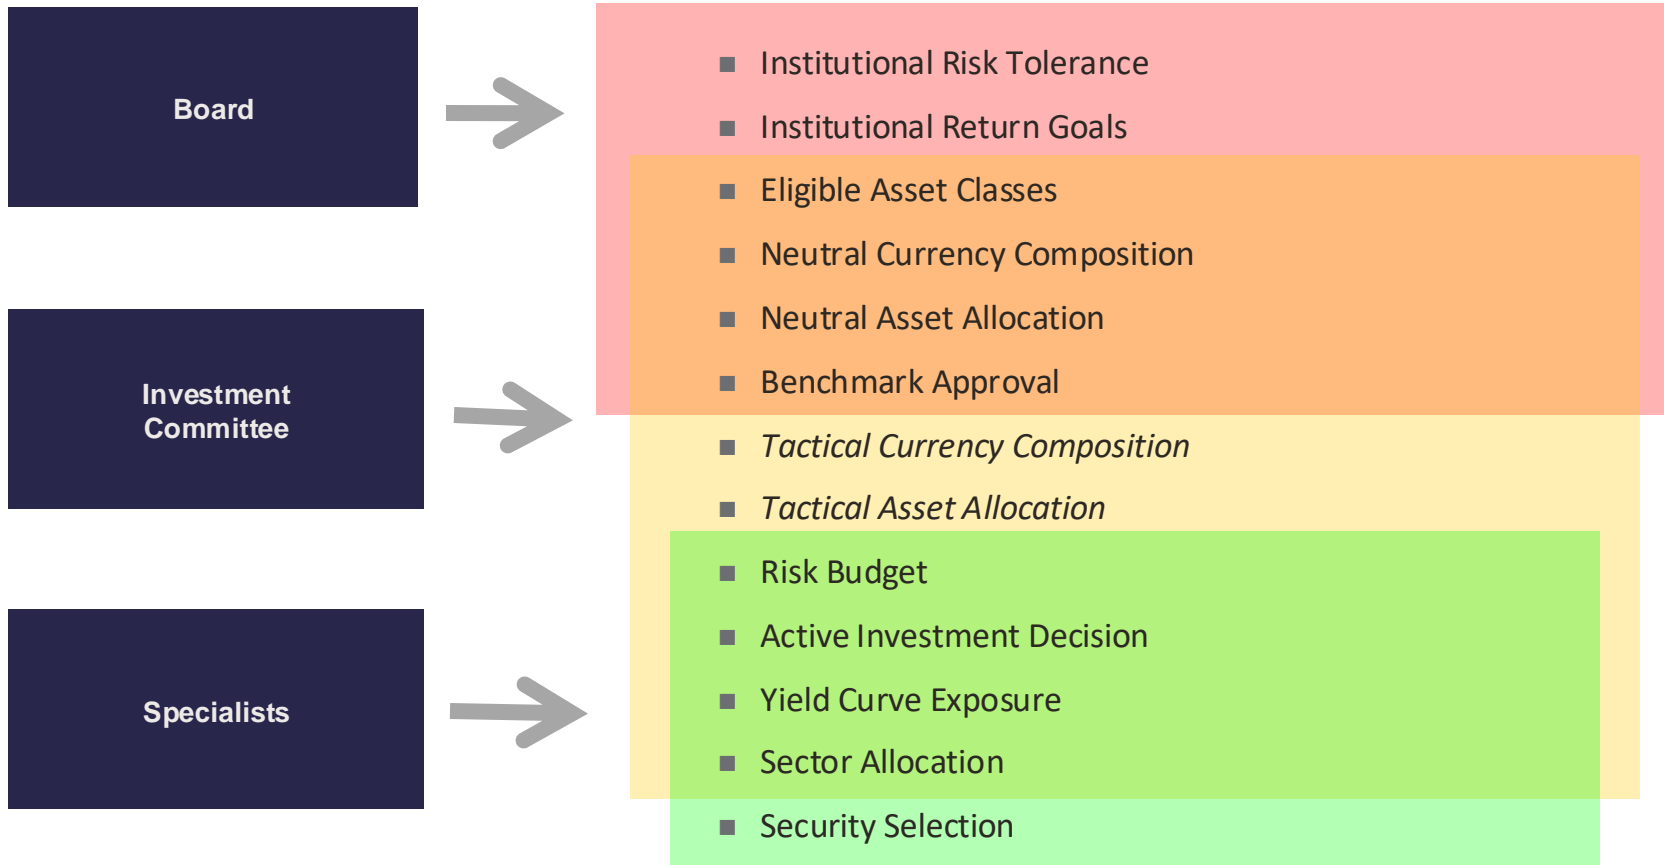 Board
Investment
Committee
Specialists
Institutional Risk Tolerance
Institutional Return Goals
Eligible Asset Classes
Neutral Currency Composition
Neutral Asset Allocation
Benchmark Approval
Tactical Currency Composition
Tactical Asset Allocation
Risk Budget
Active Investment Decision
Yield Curve Exposure
Sector Allocation
Security Selection